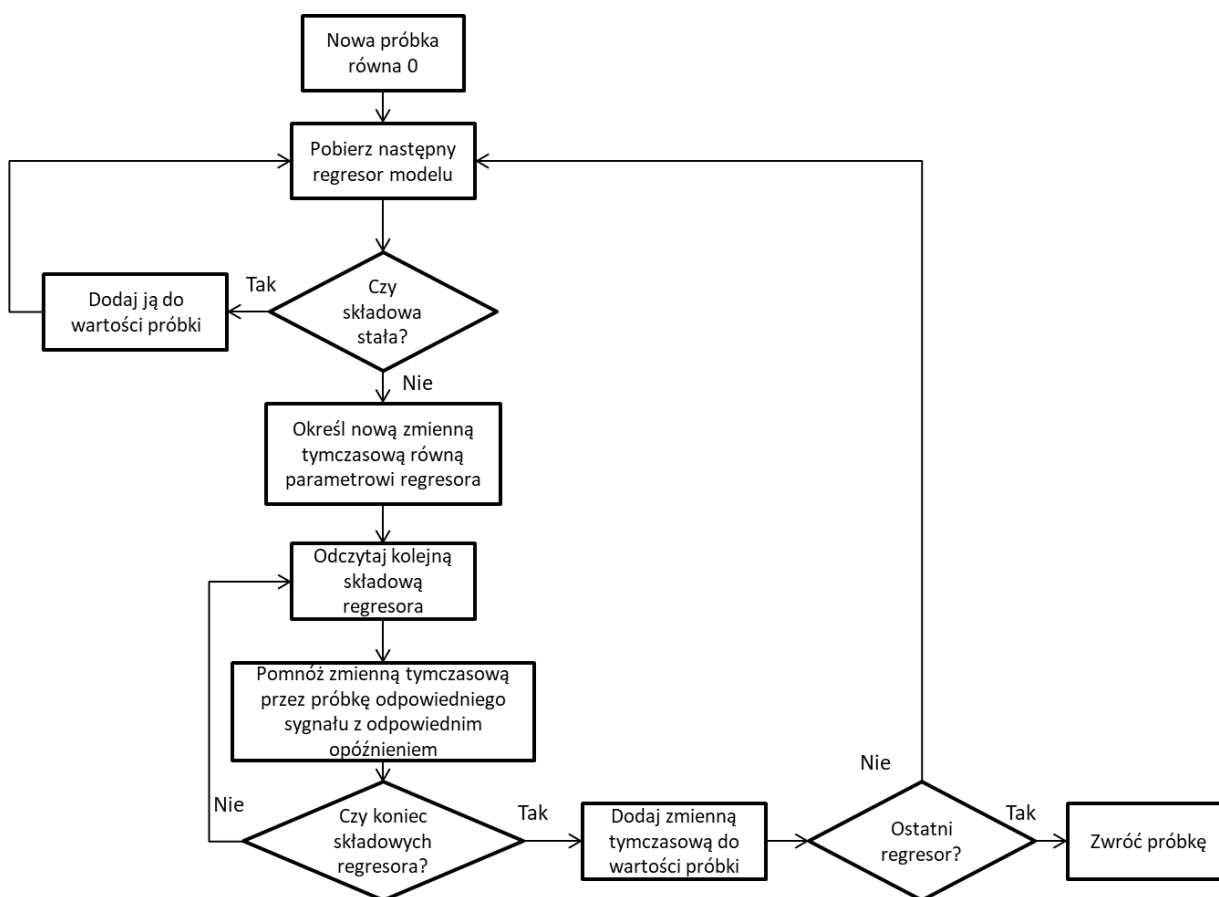 Nowa próbka
równa 0
Pobierz następny
regresor modelu
Czy
składowa
stała?
Tak
Dodaj ją do
wartości próbki
Nie
Określ nową zmienną
tymczasową równą
parametrowi regresora
Odczytaj kolejną
składową
regresora
Pomnóż zmienną tymczasową
przez próbkę odpowiedniego
sygnału z odpowiednim
opóźnieniem
Czy koniec
składowych
regresora?
Nie
Tak
Dodaj zmienną
tymczasową do
wartości próbki
Ostatni
regresor?
Nie
Tak
Zwróć próbkę